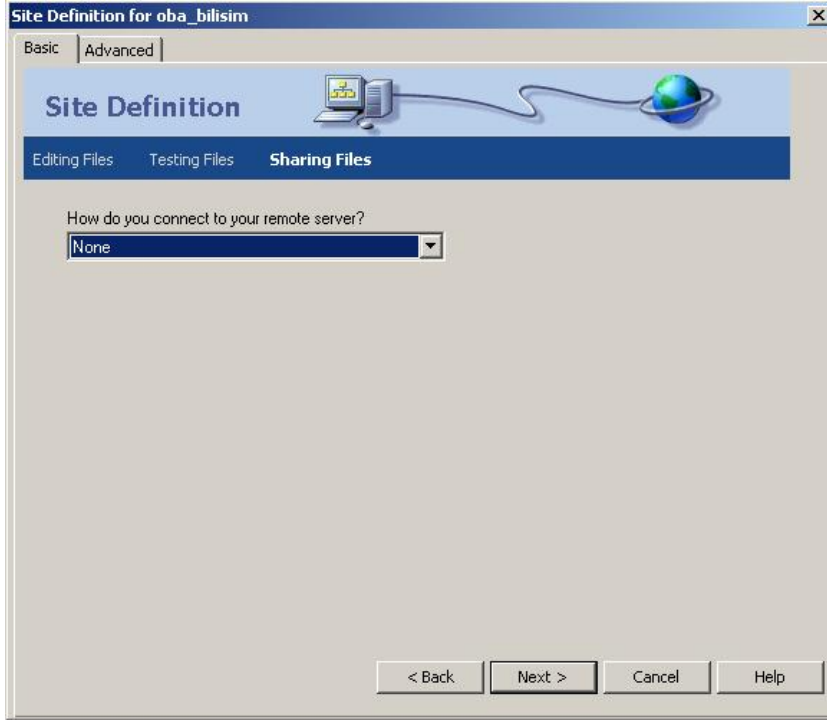 Site Definition for oba_bilisim
Basic Advanced
Site Definition
Editing Files Testing Files Sharing Files
How do you connect to your remote server?
None
< Back Next > Cancel Help